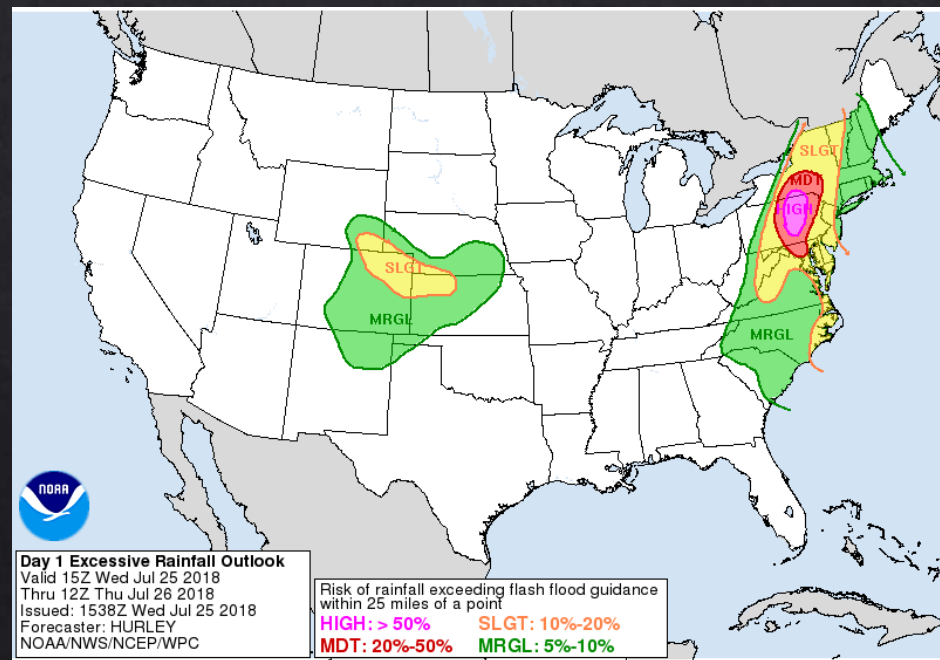 SLGT
MDT
HIGH
SLGT
MRGL
MRGL
NOAA
Day 1 Excessive Rainfall Outlook
Valid 15Z Wed Jul 25 2018
Thru 12Z Thu Jul 26 2018
Issued: 1538Z Wed Jul 25 2018
Forecaster: HURLEY
NOAA/NWS/NCEP/WPC
Risk of rainfall exceeding flash flood guidance
within 25 miles of a point
HIGH: > 50% SLGT: 10%-20%
MDT: 20%-50% MRGL: 5%-10%